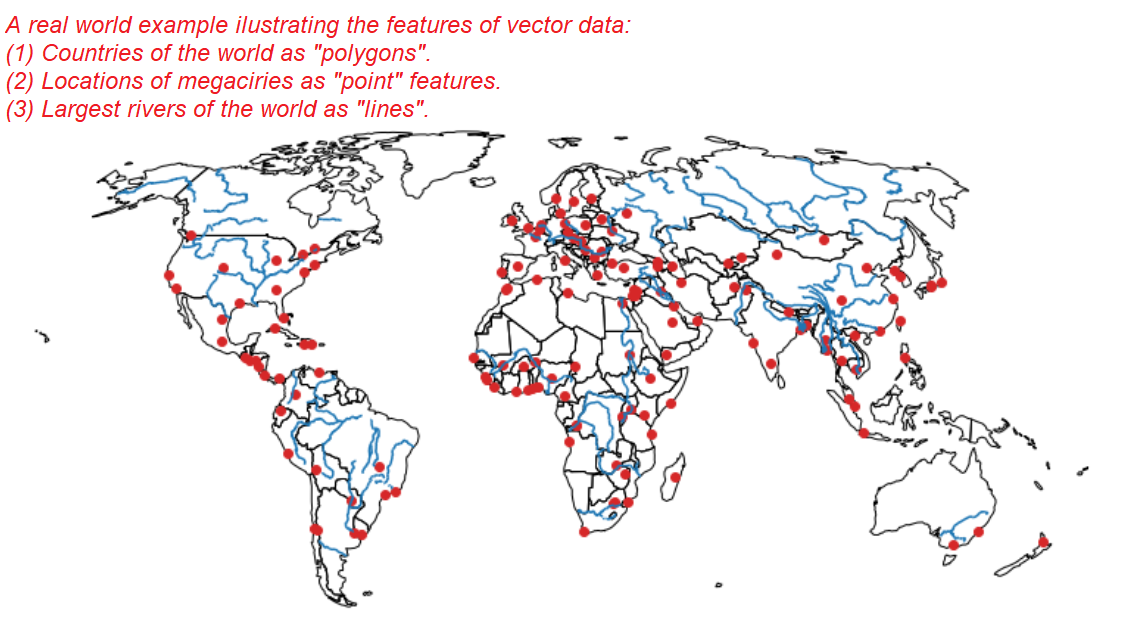 A real world example ilustrating the features of vector data:
(1) Countries of the world as "polygons".
(2) Locations of megaciries as "point" features.
(3) Largest rivers of the world as "lines".